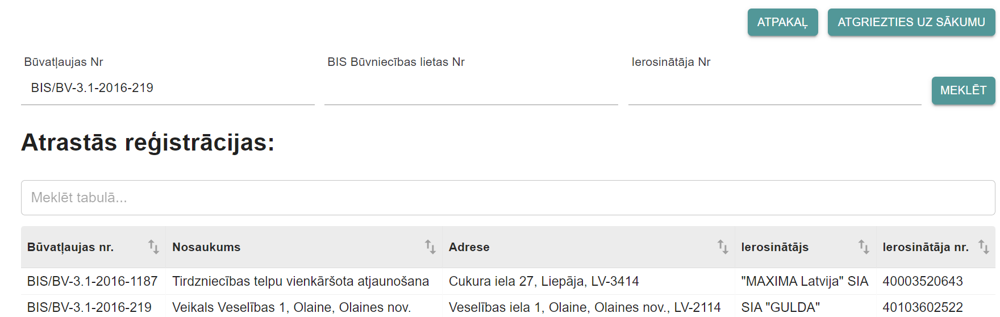 ATPAKAĻ ATGRIEZTIES UZ SĀKUMU
Būvatļaujas Nr BIS Būvniecības lietas Nr Ierosinātāja Nr
BIS/BV-3.1-2016-219
MEKLĒT
Atrastās reģistrācijas:
Meklēt tabulā...
Būvatļaujas nr. Nosaukums Adrese Ierosinātājs Ierosinātāja nr.
BIS/BV-3.1-2016-1187 Tirdzniecības telpu vienkāršota atjaunošana Cukura iela 27, Liepāja, LV-3414 "MAXIMA Latvija" SIA 40003520643
BIS/BV-3.1-2016-219 Veikals Veselības 1, Olaine, Olaines nov. Veselības iela 1, Olaine, Olaines nov., LV-2114 SIA "GULDA" 40103602522